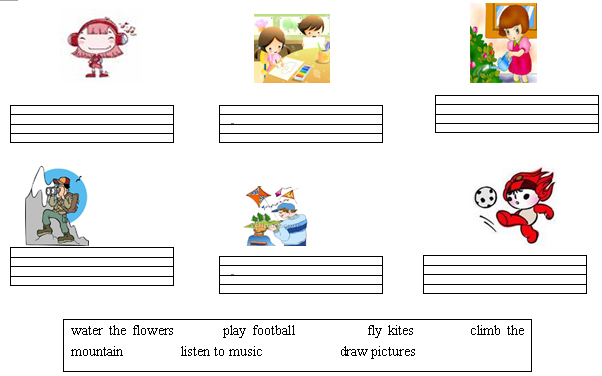 water the flowers play football fly kites climb the
mountain listen to music draw pictures